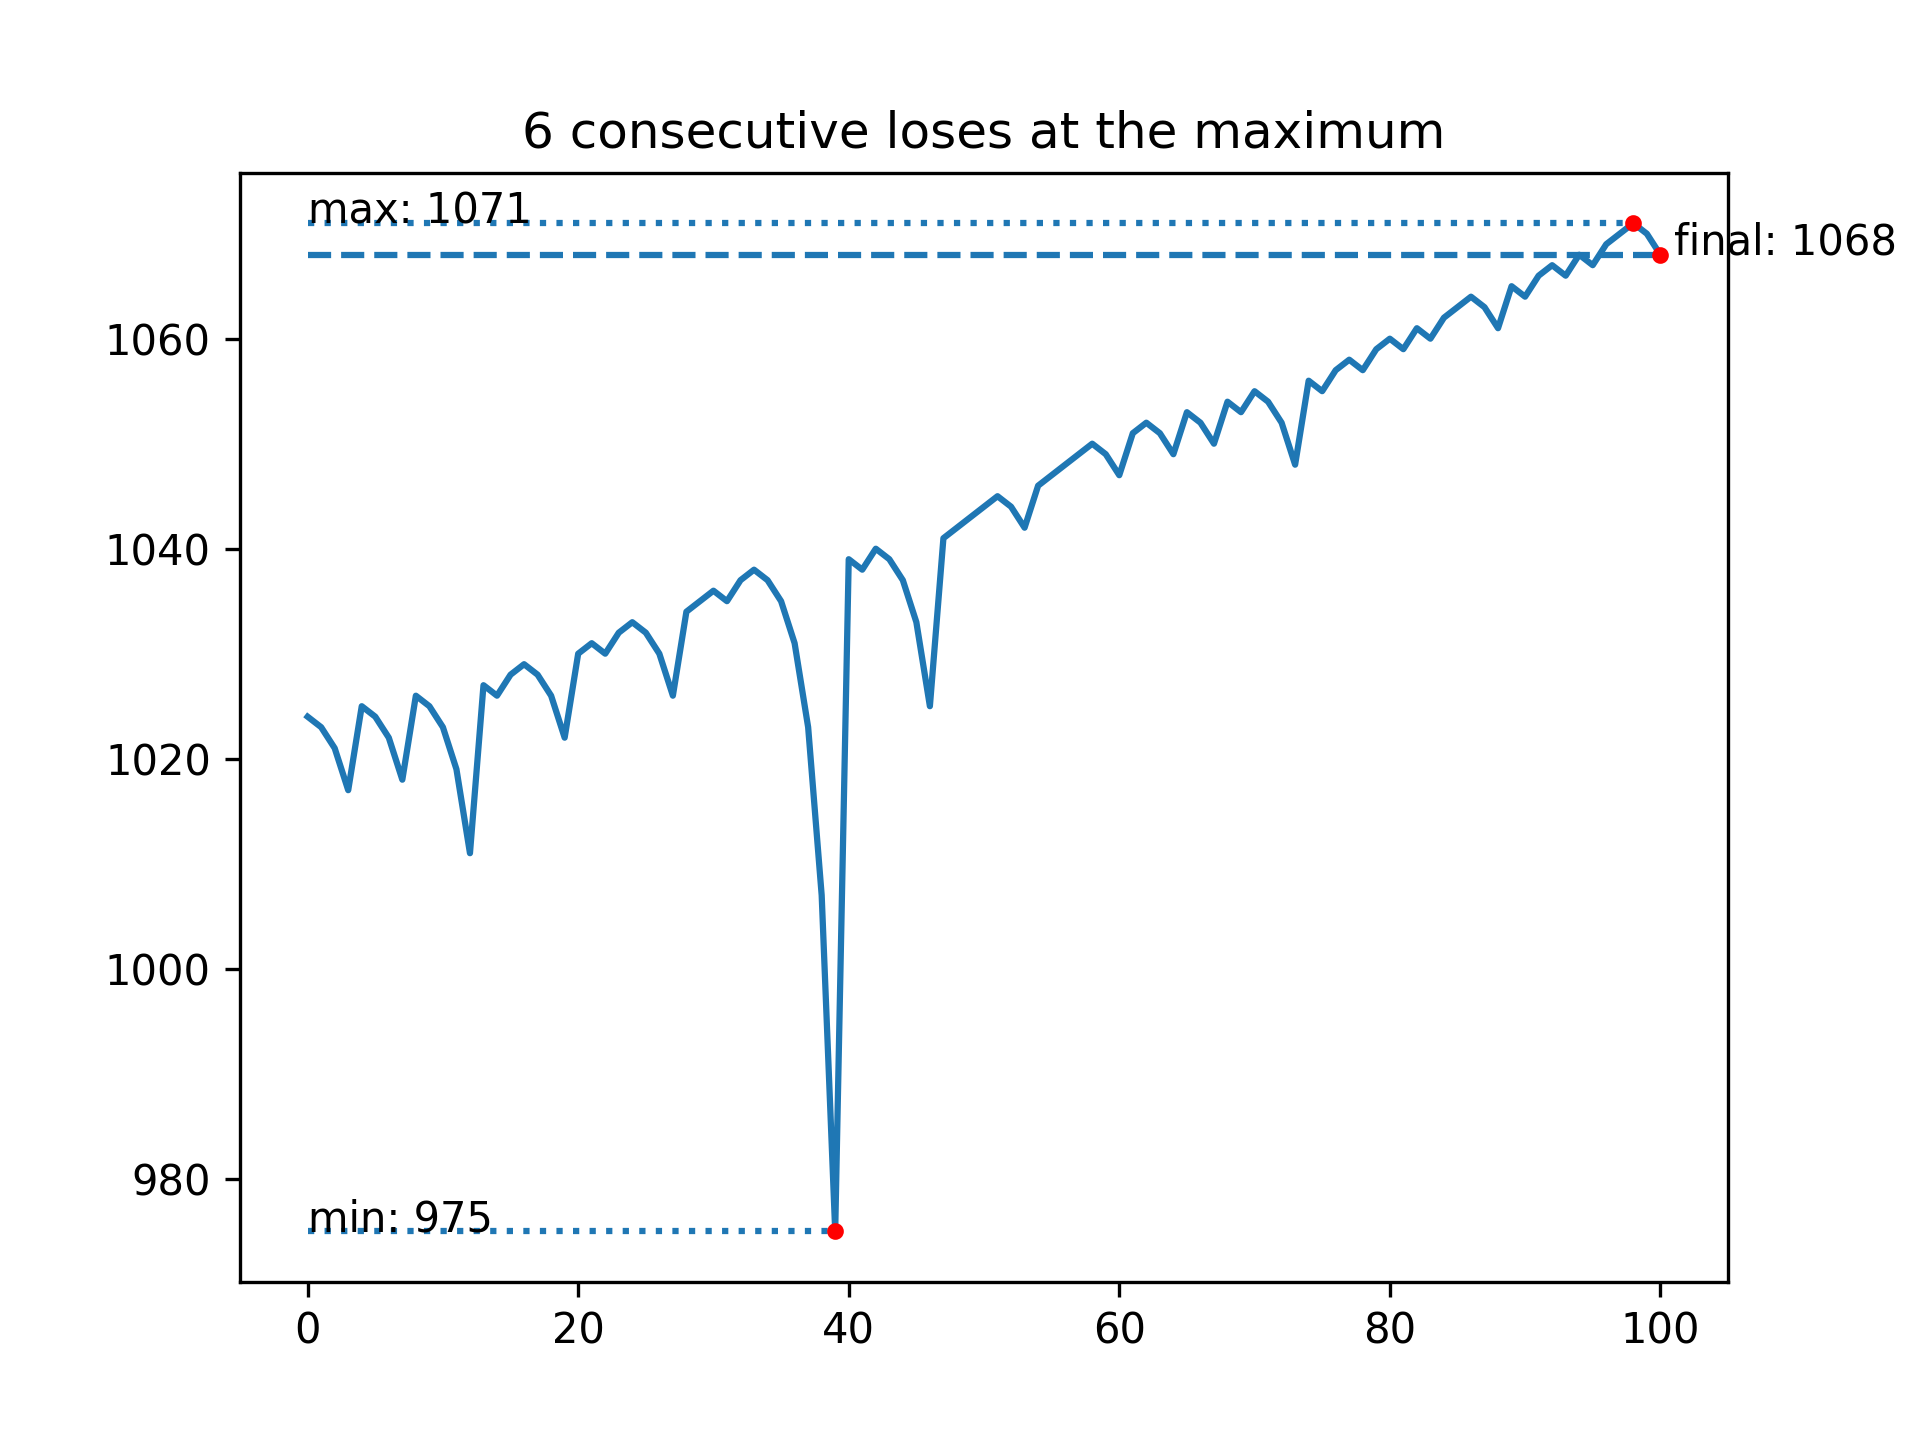 6 consecutive loses at the maximum
max: 1071
final: 1068
1060
1040
1020
1000
980
min: 975
0 20 40 60 80 100